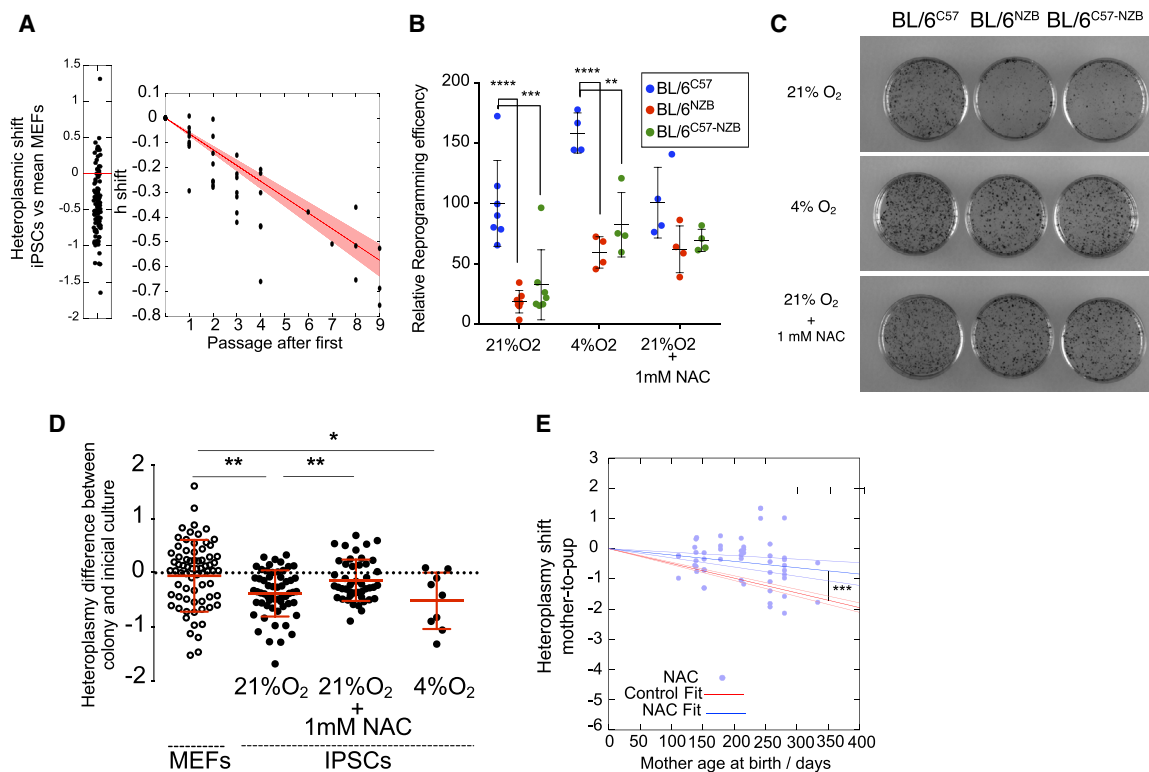 A
Heteroplasmic shift
iPSCs vs mean MEFs
1.5
1
0.5
0
-0.5
-1
-1.5
-2
h shift
0.1
0
-0.1
-0.2
-0.3
-0.4
-0.5
-0.6
-0.7
-0.8
1 2 3 4 5 6 7 8 9
Passage after first
B
Relative Reprogramming efficency
200
150
100
50
0
**** ***
**** **
BL/6C57
BL/6NZB
BL/6C57-NZB
21%O2 4%O2 21%O2
+
1mM NAC
C
BL/6C57 BL/6NZB BL/6C57-NZB
21% O2
4% O2
21% O2
+
1 mM NAC
D
Heteroplasmy difference between
colony and inicial culture
2
1
0
-1
-2
*
** **
21%O2 21%O2 4%O2
+
1mM NAC
MEFs IPSCs
E
Heteroplasmy shift
mother-to-pup
3
2
1
0
-1
-2
-3
-4
-5
-6
***
NAC
Control Fit
NAC Fit
0 50 100 150 200 250 300 350 400
Mother age at birth / days